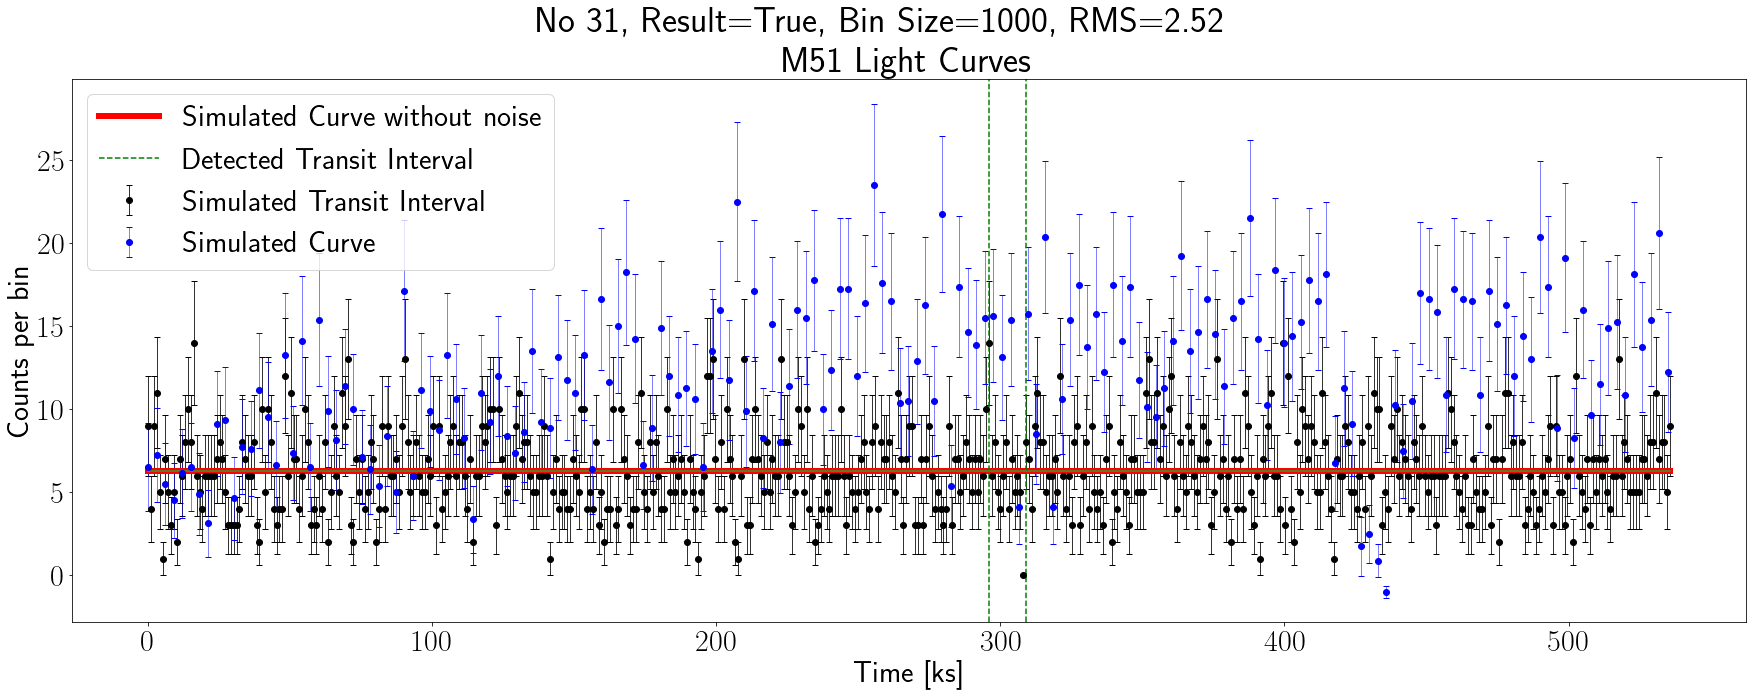 No 31, Result=True, Bin Size=1000, RMS=2.52
M51 Light Curves
Simulated Curve without noise
Detected Transit Interval
Simulated Transit Interval
Simulated Curve
Counts per bin
25
20
15
10
5
0
0 100 200 300 400 500
Time [ks]